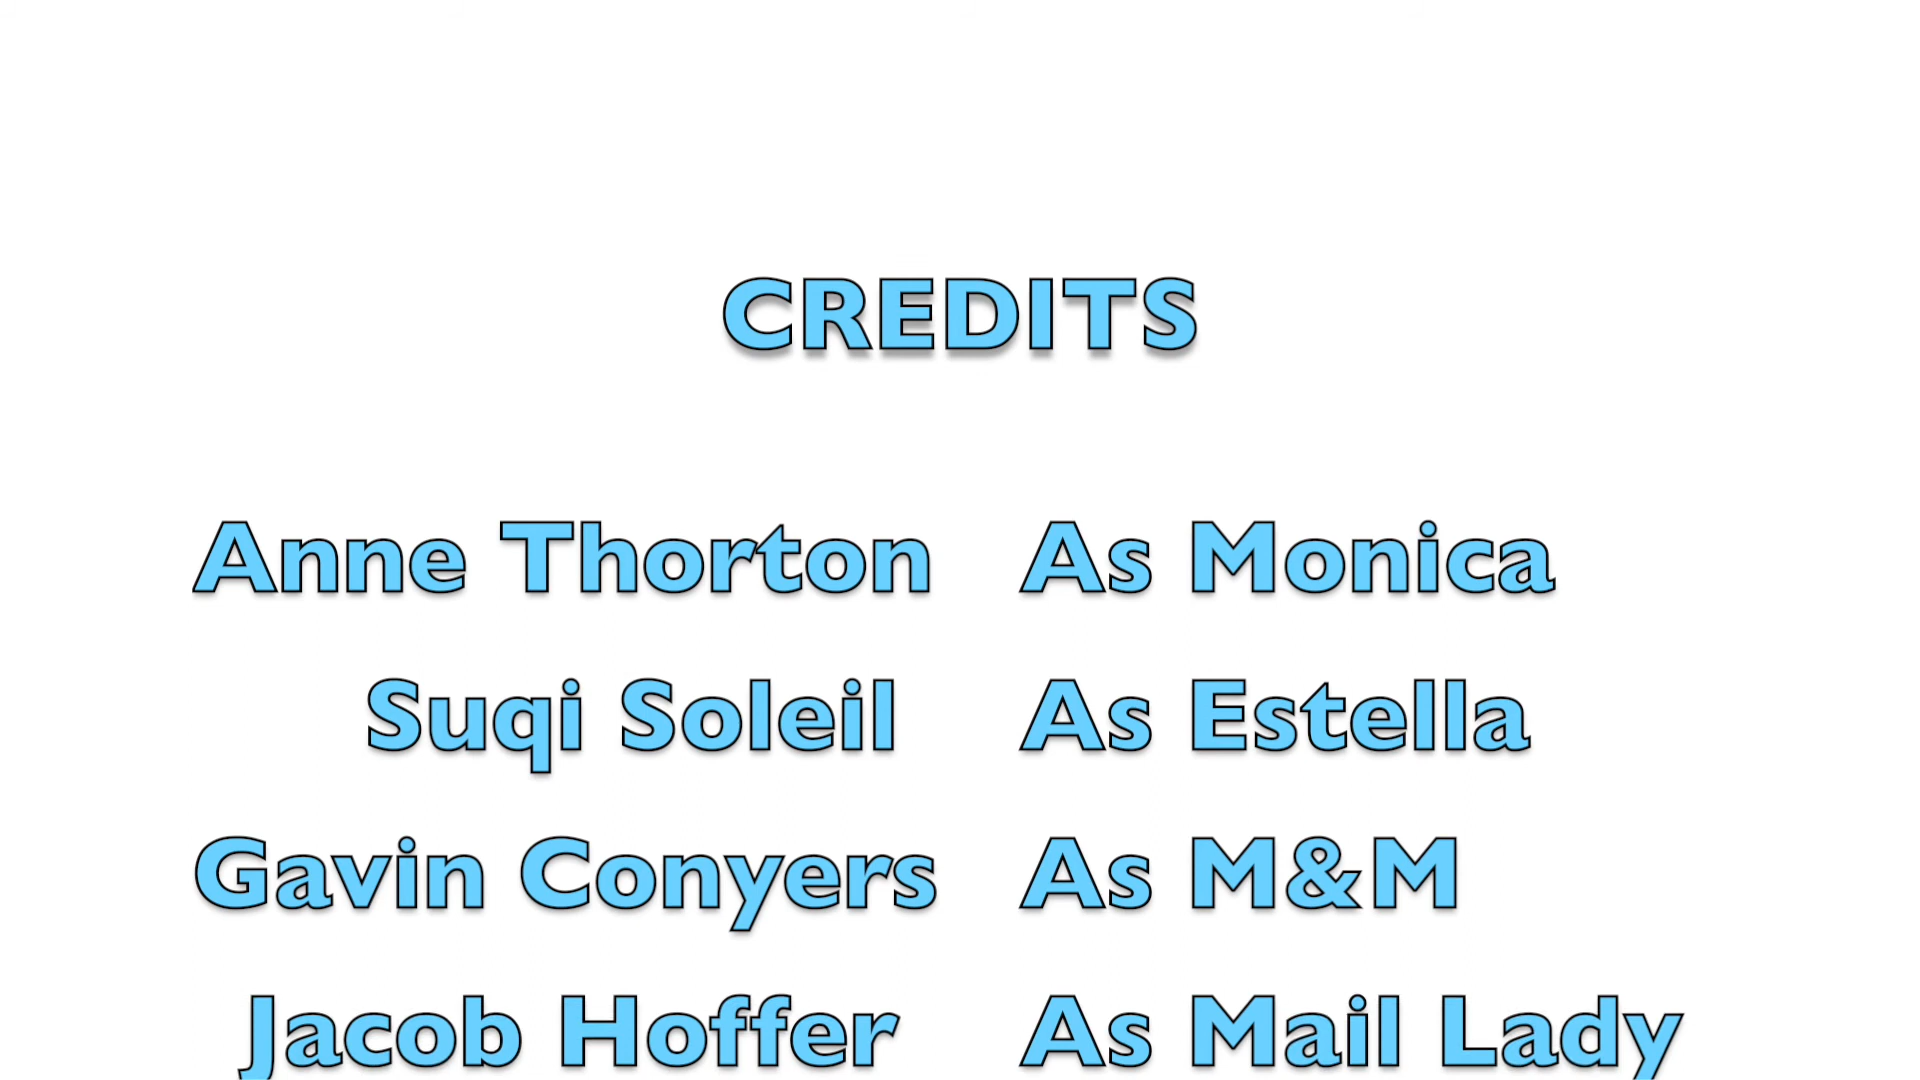 CREDITS
Anne Thorton As Monica
Suqi Soleil As Estella
Gavin Conyers As M&M
Jacob Hoffer As Mail Lady